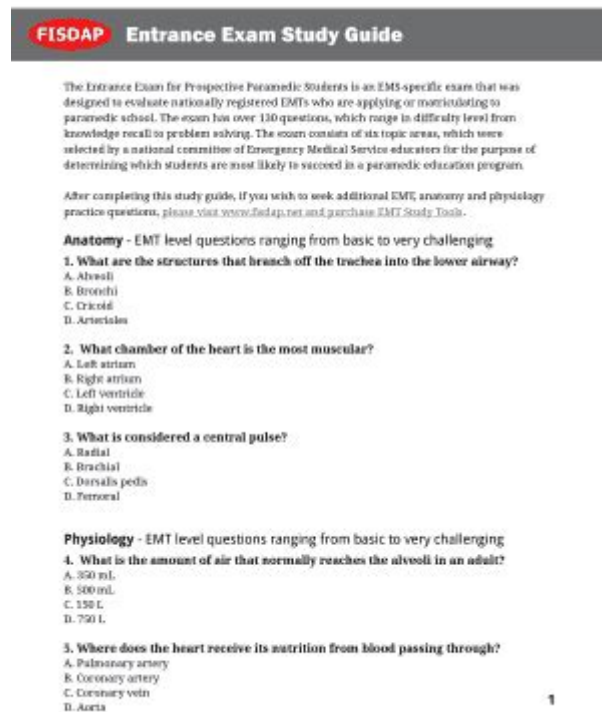 FISDAP Entrance Exam Study Guide
The Entrance Exam for Prospective Paramedic Students is an EMS-specific exam that was
designed to evaluate nationally registered EMTs who are applying or matriculating to
paramedic school. The exam has over 130 questions, which range in difficulty level from
knowledge recall to problem solving. The exam consists of six topic areas, which were
selected by a national committee of Emergency Medical Service educators for the purpose of
determining which students are most likely to succeed in a paramedic education program.
After completing this study guide, if you wish to seek additional EMT, anatomy and physiology
practice questions, please visit www.fisdap.net and purchase EMT Study Tools.
Anatomy - EMT level questions ranging from basic to very challenging
1. What are the structures that branch off the trachea into the lower airway?
A. Alveoli
B. Bronchi
C. Cricoid
D. Arterioles
2. What chamber of the heart is the most muscular?
A. Left atrium
B. Right atrium
C. Left ventricle
D. Right ventricle
3. What is considered a central pulse?
A. Radial
B. Brachial
C. Dorsalis pedis
D. Femoral
Physiology - EMT level questions ranging from basic to very challenging
4. What is the amount of air that normally reaches the alveoli in an adult?
A. 350 mL
B. 500 mL
C. 150 L
D. 750 L
5. Where does the heart receive its nutrition from blood passing through?
A. Pulmonary artery
B. Coronary artery
C. Coronary vein
D. Aorta
1